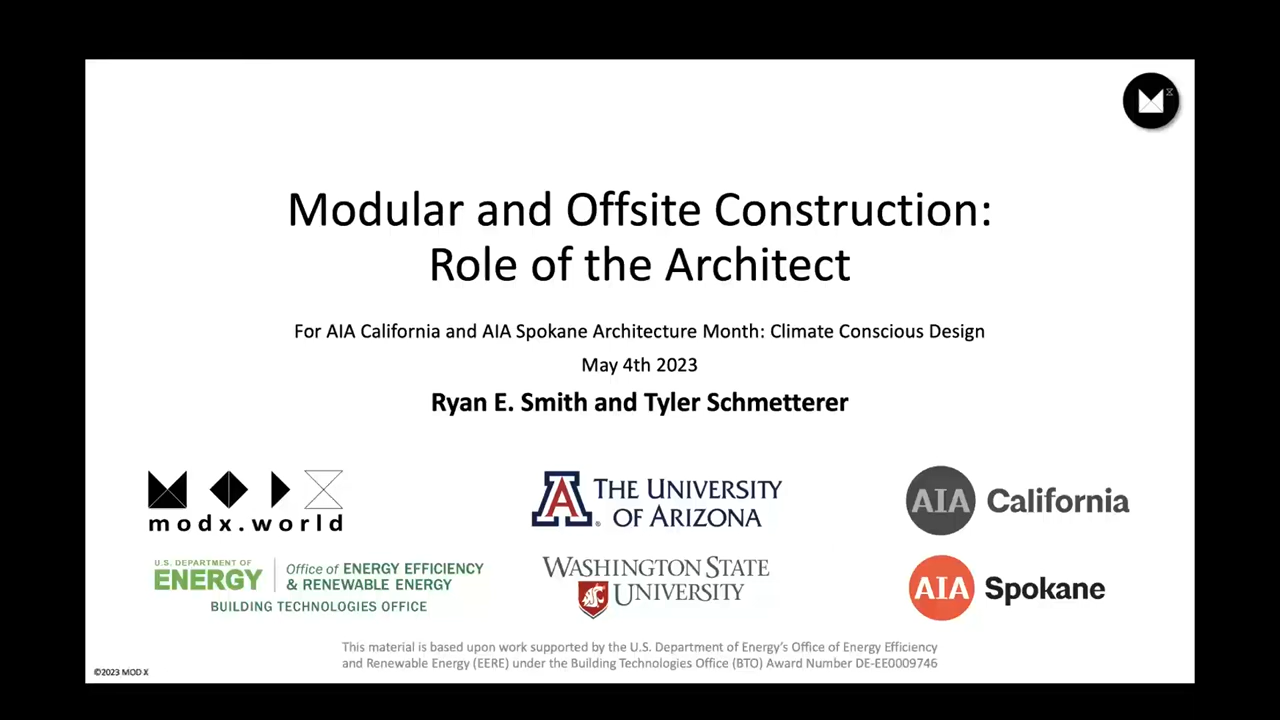 Modular and Offsite Construction:
Role of the Architect
For AIA California and AIA Spokane Architecture Month: Climate Conscious Design
May 4th 2023
Ryan E. Smith and Tyler Schmetterer
modx.world
THE UNIVERSITY
OF ARIZONA
AIA California
U.S. DEPARTMENT OF
ENERGY
Office of ENERGY EFFICIENCY
& RENEWABLE ENERGY
BUILDING TECHNOLOGIES OFFICE
WASHINGTON STATE
UNIVERSITY
AIA Spokane
This material is based upon work supported by the U.S. Department of Energy's Office of Energy Efficiency
and Renewable Energy (EERE) under the Building Technologies Office (BTO) Award Number DE-EE0009746
©2023 MOD X